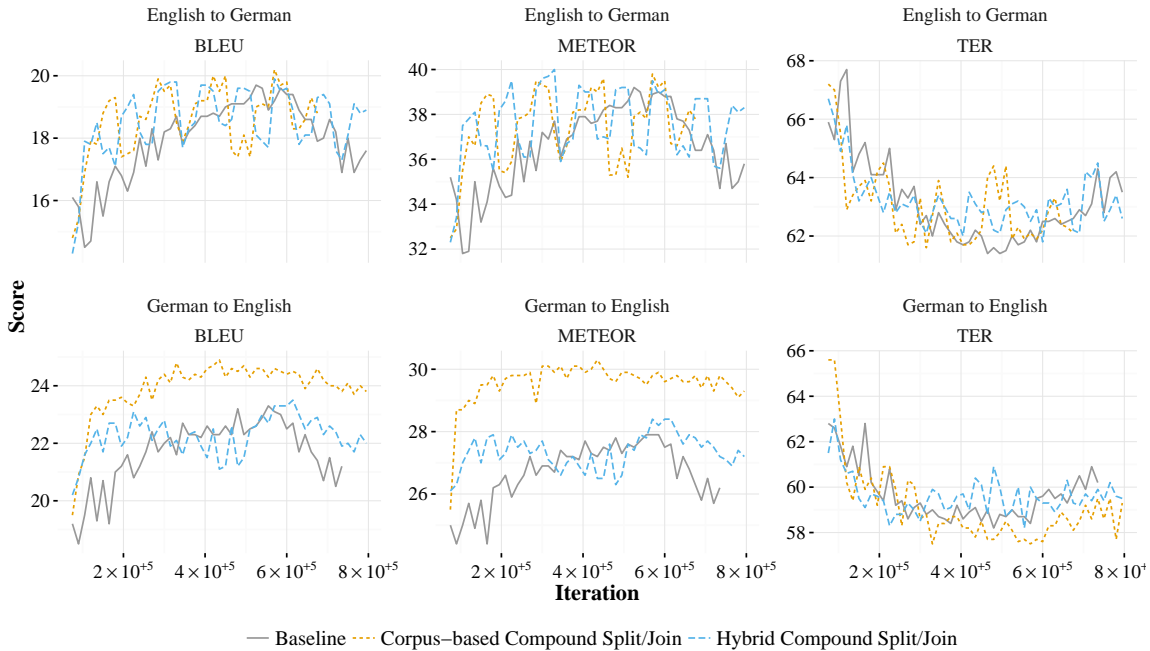 English to German English to German English to German
BLEU METEOR TER
20
18
16
40
38
36
34
32
68
66
64
62
Score
German to English German to English German to English
BLEU METEOR TER
24
22
20
30
28
26
66
64
62
60
58
2×10⁺⁵ 4×10⁺⁵ 6×10⁺⁵ 8×10⁺⁵ 2×10⁺⁵ 4×10⁺⁵ 6×10⁺⁵ 8×10⁺⁵ 2×10⁺⁵ 4×10⁺⁵ 6×10⁺⁵
Iteration
Baseline Corpus−based Compound Split/Join Hybrid Compound Split/Join